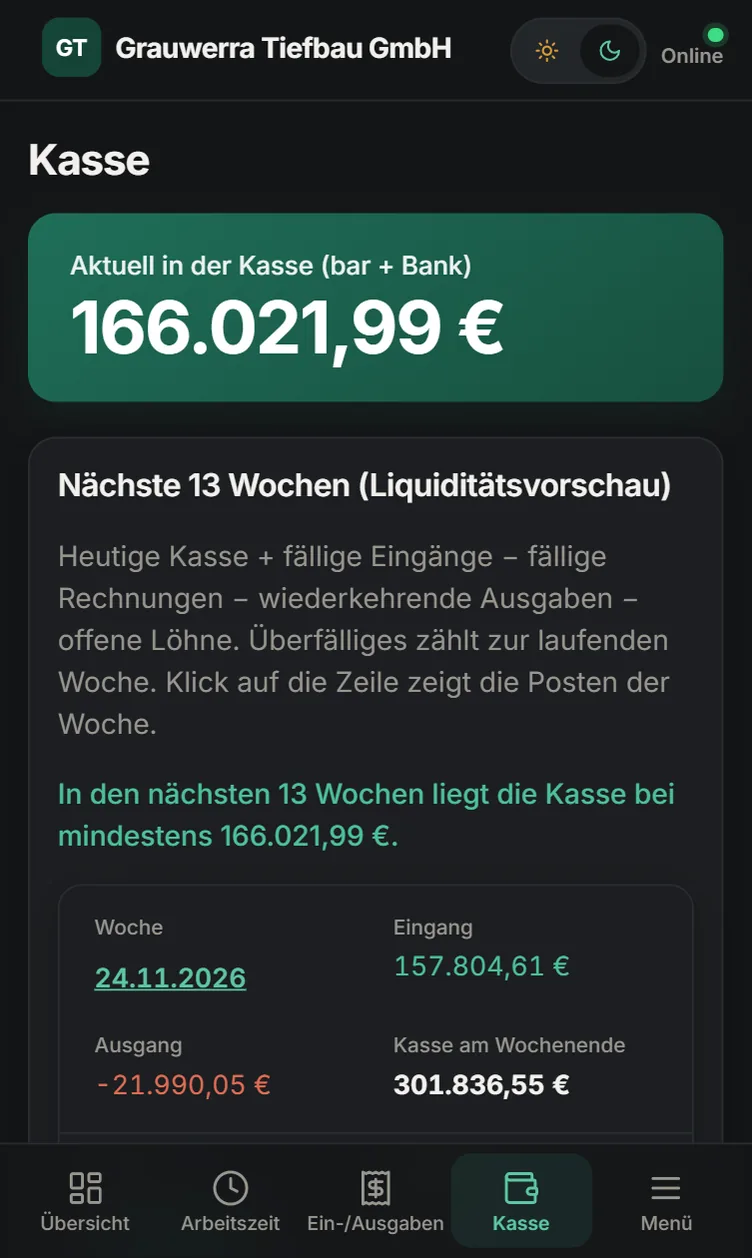 GT Grauwerra Tiefbau GmbH Online
Kasse
Aktuell in der Kasse (bar + Bank)
166.021,99 €
Nächste 13 Wochen (Liquiditätsvorschau)
Heutige Kasse + fällige Eingänge − fällige
Rechnungen − wiederkehrende Ausgaben −
offene Löhne. Überfälliges zählt zur laufenden
Woche. Klick auf die Zeile zeigt die Posten der
Woche.
In den nächsten 13 Wochen liegt die Kasse bei
mindestens 166.021,99 €.
Woche Eingang
24.11.2026 157.804,61 €
Ausgang Kasse am Wochenende
-21.990,05 € 301.836,55 €
Übersicht Arbeitszeit Ein-/Ausgaben Kasse Menü